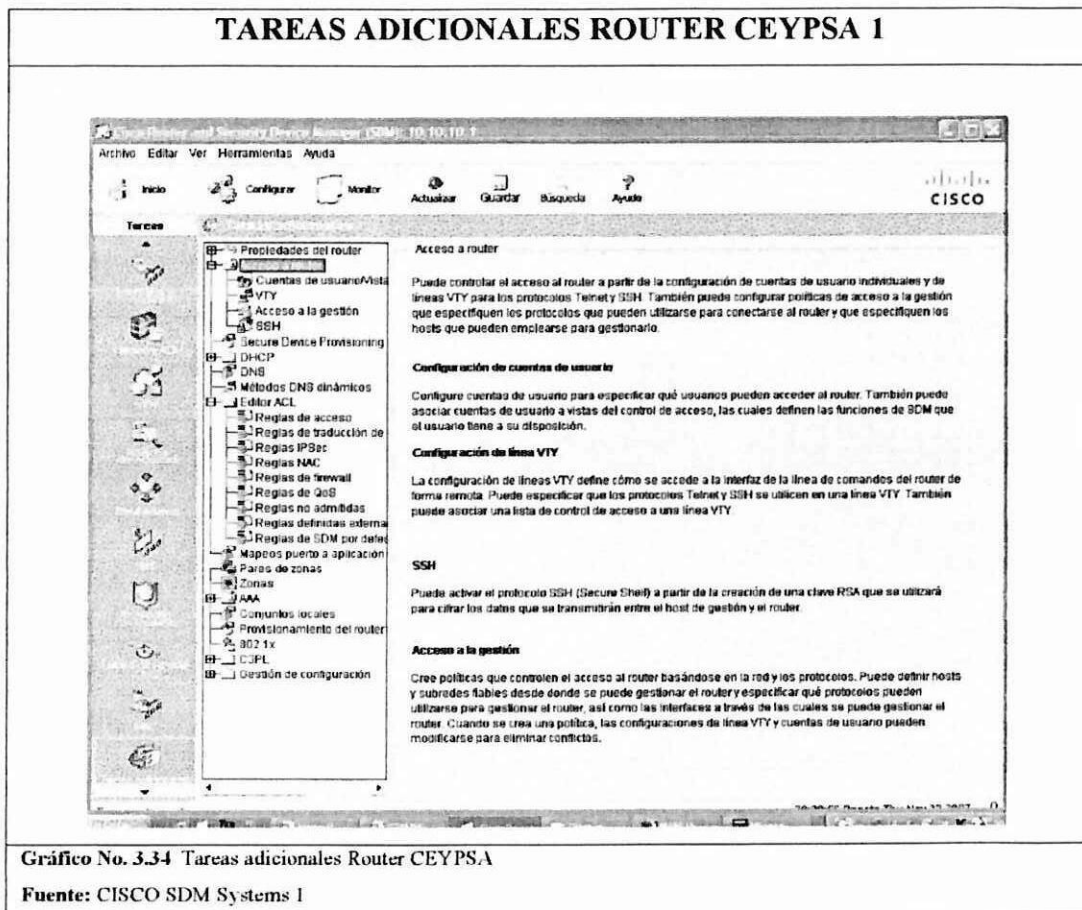 TAREAS ADICIONALES ROUTER CEYPSA 1
Cisco Router and Security Device Manager (SDM): 10.10.10.1
Archivo Editar Ver Herramientas Ayuda
Inicio Configurar Monitor Actualizar Guardar Búsqueda Ayuda
CISCO
Tareas
Propiedades del router
Acceso a router
Cuentas de usuario/Vista
VTY
Acceso a la gestión
SSH
Secure Device Provisioning
DHCP
DNS
Métodos DNS dinámicos
Editor ACL
Reglas de acceso
Reglas de traducción de
Reglas IPSec
Reglas NAC
Reglas de firewall
Reglas de QoS
Reglas no admitidas
Reglas definidas externa
Reglas de SDM por defec
Mapeos puerto a aplicación
Pares de zonas
Zonas
AAA
Conjuntos locales
Provisionamiento del router
802.1x
C3PL
Gestión de configuración
Acceso a router
Puede controlar el acceso al router a partir de la configuración de cuentas de usuario individuales y de
líneas VTY para los protocolos Telnet y SSH. También puede configurar políticas de acceso a la gestión
que especifiquen los protocolos que pueden utilizarse para conectarse al router y que especifiquen los
hosts que pueden emplearse para gestionarlo.
Configuración de cuentas de usuario
Configure cuentas de usuario para especificar qué usuarios pueden acceder al router. También puede
asociar cuentas de usuario a vistas del control de acceso, las cuales definen las funciones de SDM que
el usuario tiene a su disposición.
Configuración de línea VTY
La configuración de líneas VTY define cómo se accede a la interfaz de la línea de comandos del router de
forma remota. Puede especificar que los protocolos Telnet y SSH se utilicen en una línea VTY. También
puede asociar una lista de control de acceso a una línea VTY.
SSH
Puede activar el protocolo SSH (Secure Shell) a partir de la creación de una clave RSA que se utilizará
para cifrar los datos que se transmitirán entre el host de gestión y el router.
Acceso a la gestión
Cree políticas que controlen el acceso al router basándose en la red y los protocolos. Puede definir hosts
y subredes fiables desde donde se puede gestionar el router y especificar qué protocolos pueden
utilizarse para gestionar el router, así como las interfaces a través de las cuales se puede gestionar el
router. Cuando se crea una política, las configuraciones de línea VTY y cuentas de usuario pueden
modificarse para eliminar conflictos.
Gráfico No. 3.34 Tareas adicionales Router CEYPSA
Fuente: CISCO SDM Systems 1